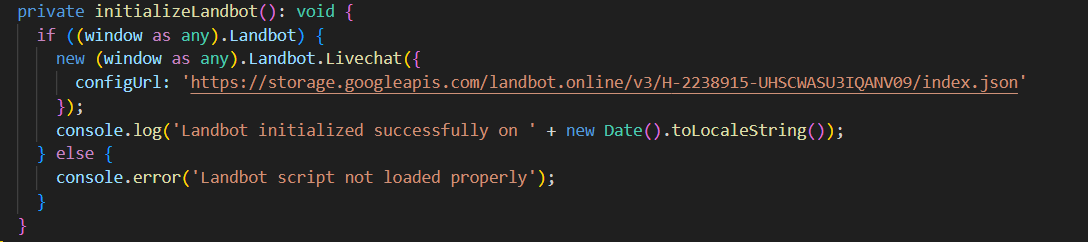 private initializeLandbot(): void {
if ((window as any).Landbot) {
new (window as any).Landbot.Livechat({
configUrl: 'https://storage.googleapis.com/landbot.online/v3/H-2238915-UHSCWASU3IQANV09/index.json'
});
console.log('Landbot initialized successfully on ' + new Date().toLocaleString());
} else {
console.error('Landbot script not loaded properly');
}
}